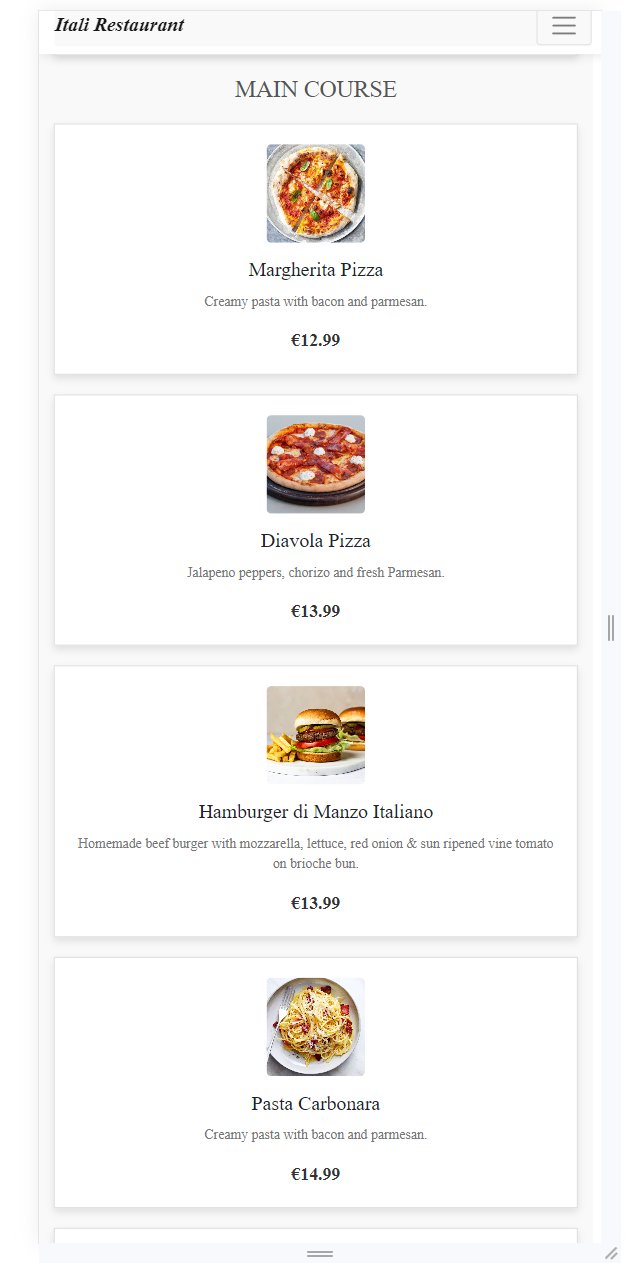 Itali Restaurant
MAIN COURSE
Margherita Pizza
Creamy pasta with bacon and parmesan.
€12.99
Diavola Pizza
Jalapeno peppers, chorizo and fresh Parmesan.
€13.99
Hamburger di Manzo Italiano
Homemade beef burger with mozzarella, lettuce, red onion & sun ripened vine tomato
on brioche bun.
€13.99
Pasta Carbonara
Creamy pasta with bacon and parmesan.
€14.99